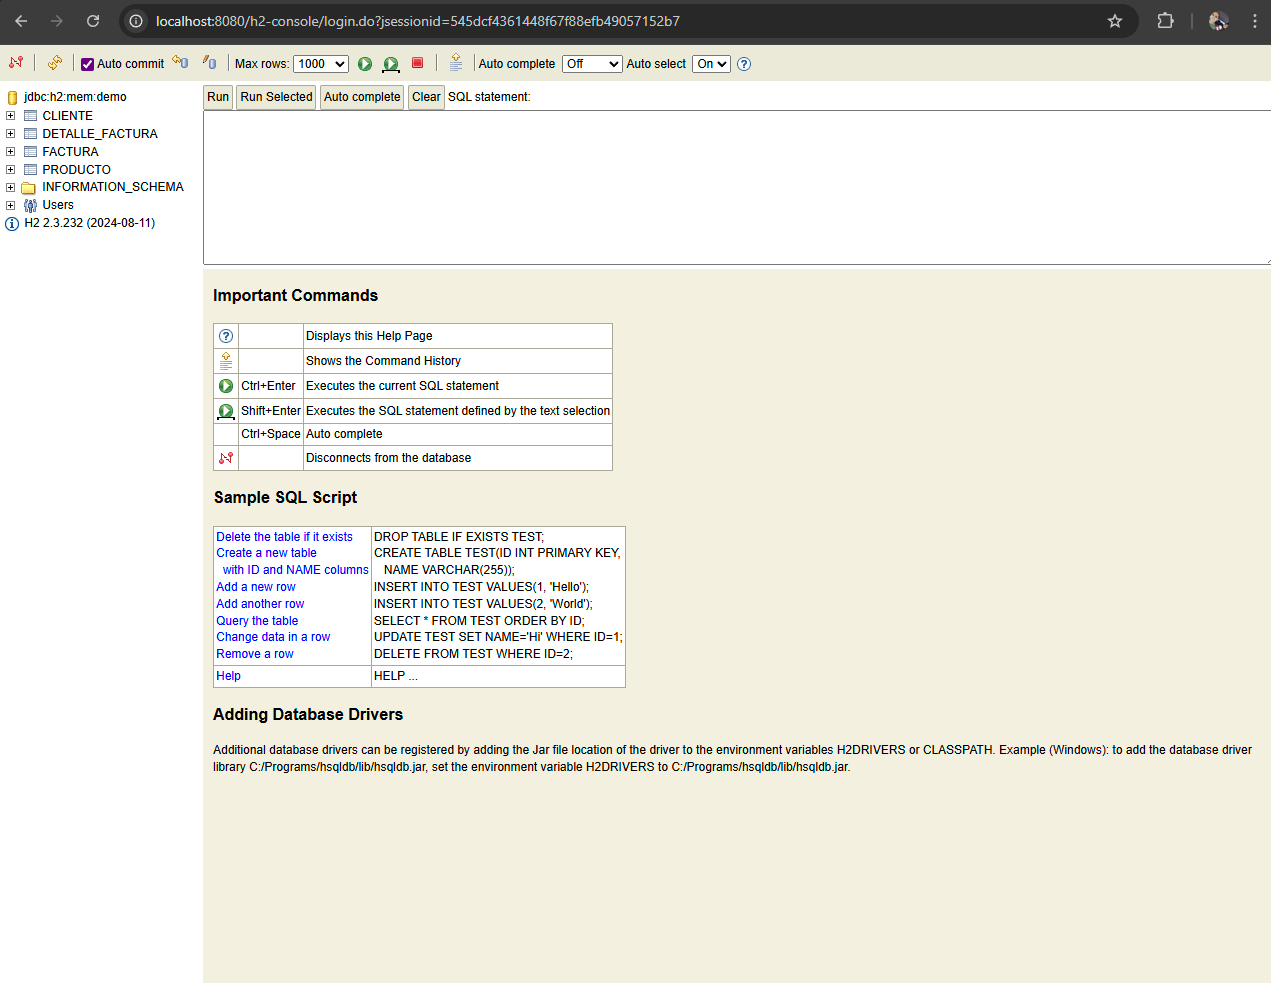 localhost:8080/h2-console/login.do?jsessionid=545dcf4361448f67f88efb49057152b7
Auto commit Max rows: 1000 Auto complete Off Auto select On
jdbc:h2:mem:demo
CLIENTE
DETALLE_FACTURA
FACTURA
PRODUCTO
INFORMATION_SCHEMA
Users
H2 2.3.232 (2024-08-11)
Run Run Selected Auto complete Clear SQL statement:
Important Commands
Displays this Help Page
Shows the Command History
Ctrl+Enter Executes the current SQL statement
Shift+Enter Executes the SQL statement defined by the text selection
Ctrl+Space Auto complete
Disconnects from the database
Sample SQL Script
Delete the table if it exists DROP TABLE IF EXISTS TEST;
Create a new table CREATE TABLE TEST(ID INT PRIMARY KEY,
with ID and NAME columns NAME VARCHAR(255));
Add a new row INSERT INTO TEST VALUES(1, 'Hello');
Add another row INSERT INTO TEST VALUES(2, 'World');
Query the table SELECT * FROM TEST ORDER BY ID;
Change data in a row UPDATE TEST SET NAME='Hi' WHERE ID=1;
Remove a row DELETE FROM TEST WHERE ID=2;
Help HELP ...
Adding Database Drivers
Additional database drivers can be registered by adding the Jar file location of the driver to the environment variables H2DRIVERS or CLASSPATH. Example (Windows): to add the database driver
library C:/Programs/hsqldb/lib/hsqldb.jar, set the environment variable H2DRIVERS to C:/Programs/hsqldb/lib/hsqldb.jar.